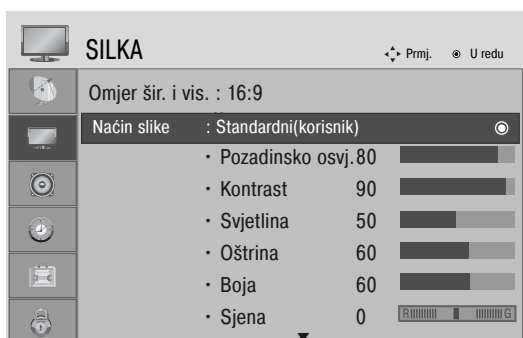 SILKA Prmj. U redu
Omjer šir. i vis. : 16:9
Naćin slike : Standardni(korisnik)
· Pozadinsko osvj. 80
· Kontrast 90
· Svjetlina 50
· Oštrina 60
· Boja 60
· Sjena 0 R G